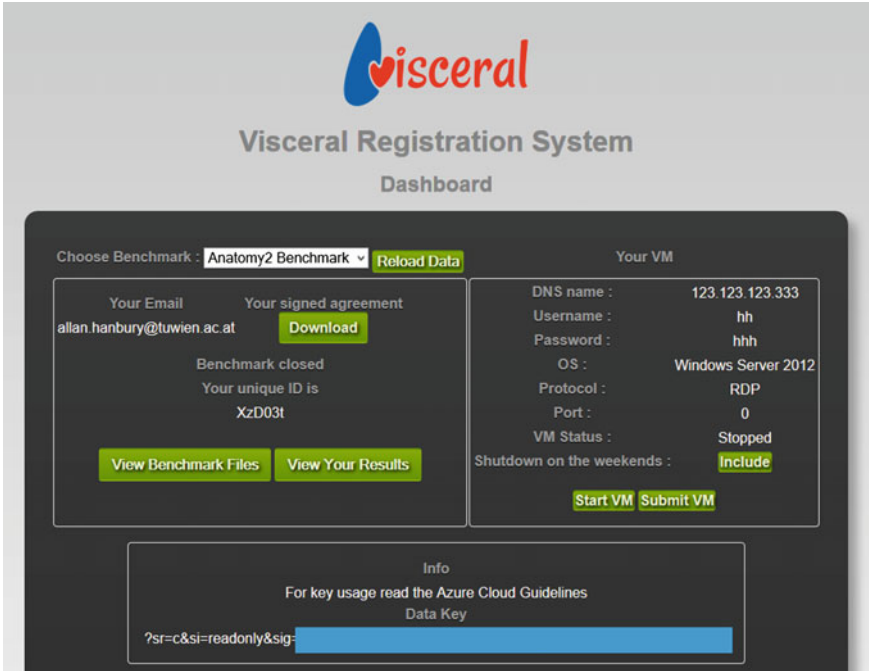 visceral
Visceral Registration System
Dashboard
Choose Benchmark : Anatomy2 Benchmark Reload Data
Your Email Your signed agreement
allan.hanbury@tuwien.ac.at Download
Benchmark closed
Your unique ID is
XzD03t
View Benchmark Files View Your Results
Your VM
DNS name : 123.123.123.333
Username : hh
Password : hhh
OS : Windows Server 2012
Protocol : RDP
Port : 0
VM Status : Stopped
Shutdown on the weekends : Include
Start VM Submit VM
Info
For key usage read the Azure Cloud Guidelines
Data Key
?sr=c&si=readonly&sig=